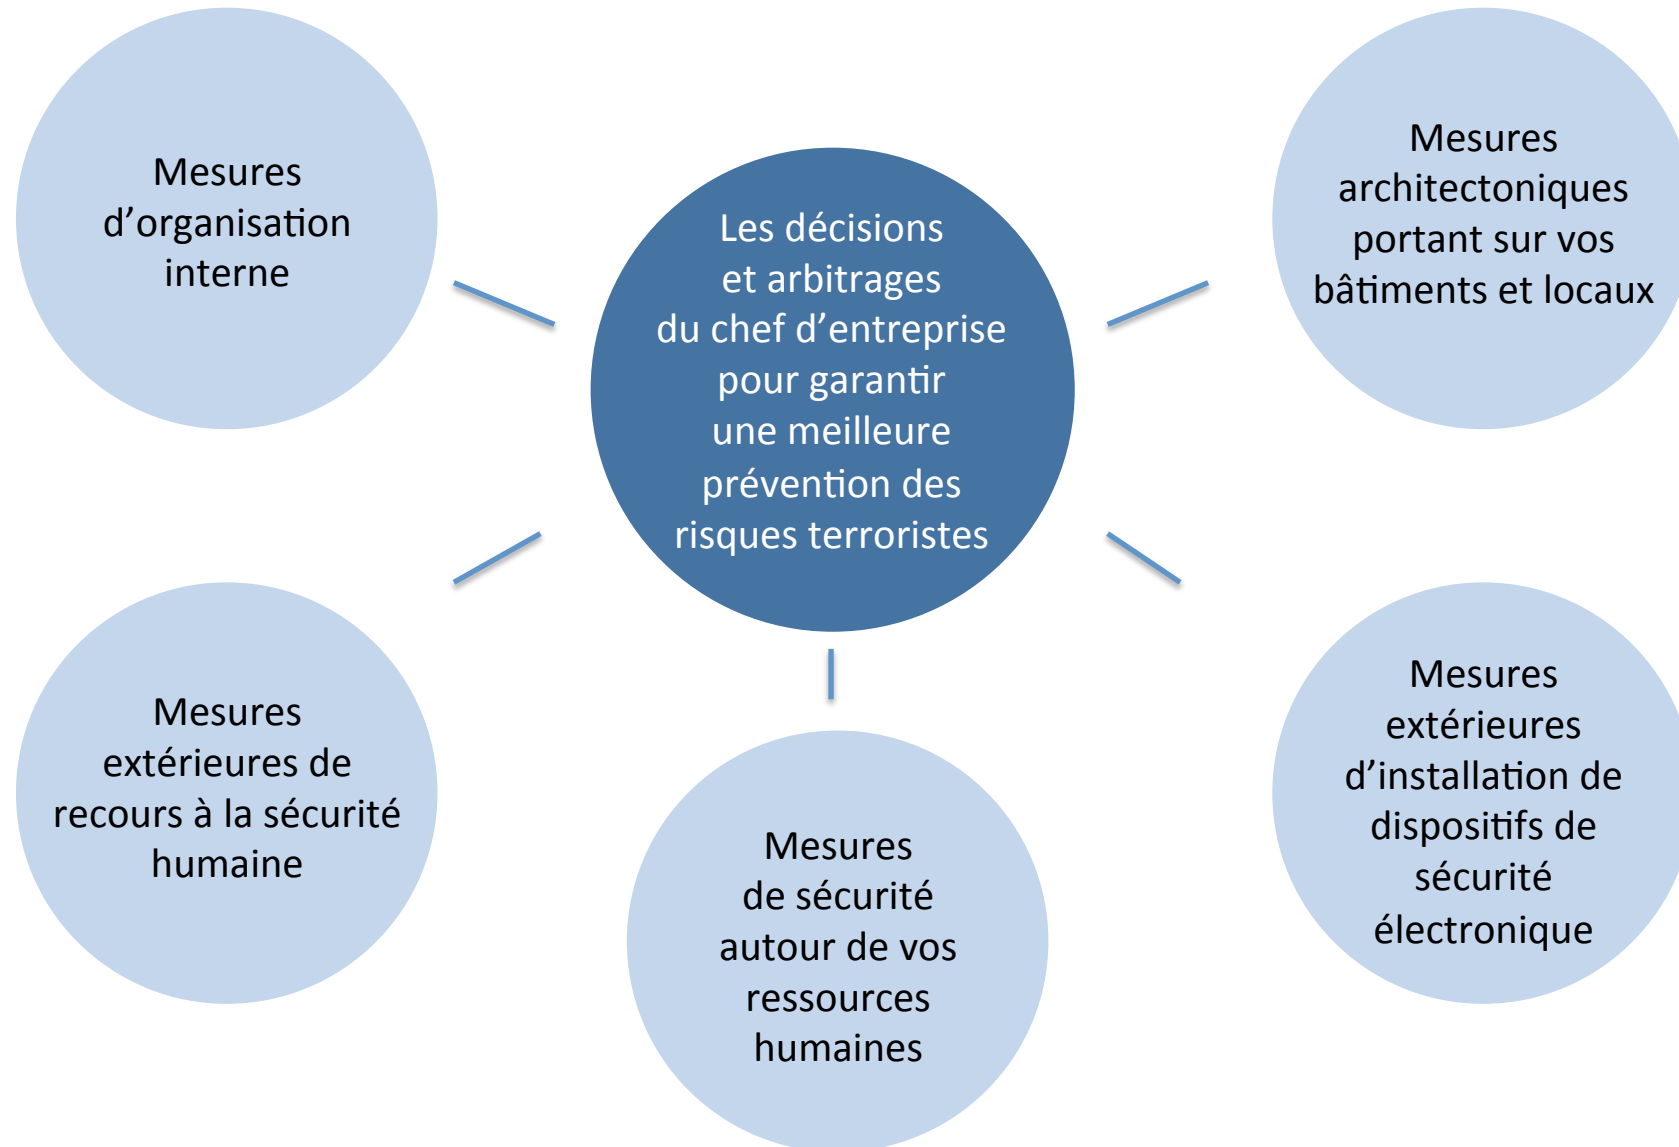 Mesures
d’organisation
interne
Les décisions
et arbitrages
du chef d’entreprise
pour garantir
une meilleure
prévention des
risques terroristes
Mesures
architectoniques
portant sur vos
bâtiments et locaux
Mesures
extérieures de
recours à la sécurité
humaine
Mesures
de sécurité
autour de vos
ressources
humaines
Mesures
extérieures
d’installation de
dispositifs de
sécurité
électronique